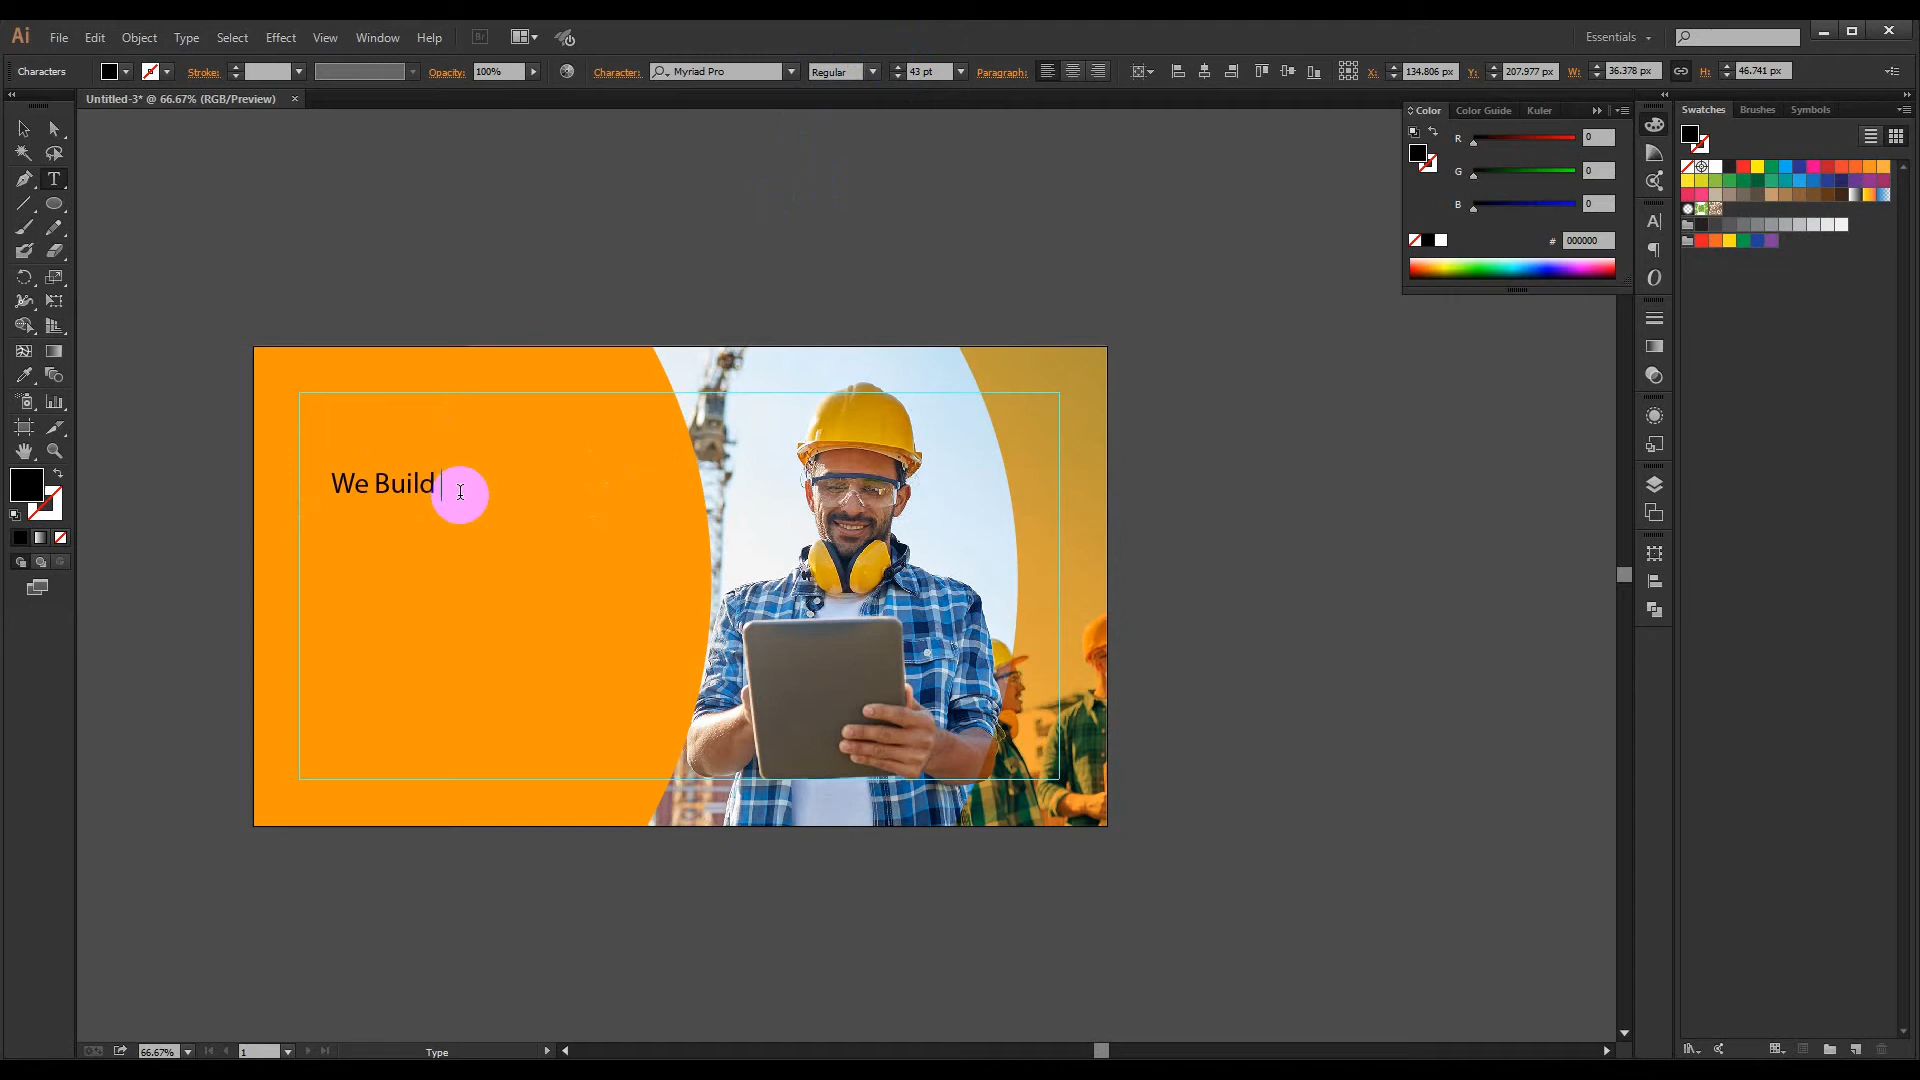 Ai File Edit Object Type Select Effect View Window Help Br Essentials
Characters Stroke: Opacity: 100% Character: Myriad Pro Regular 43 pt Paragraph: X: 134.806 px Y: 207.977 px W: 36.378 px H: 46.741 px
Untitled-3* @ 66.67% (RGB/Preview) ×
Color Color Guide Kuler
Swatches Brushes Symbols
R 0
G 0
B 0
# 000000
We Build
66.67% 1 Type